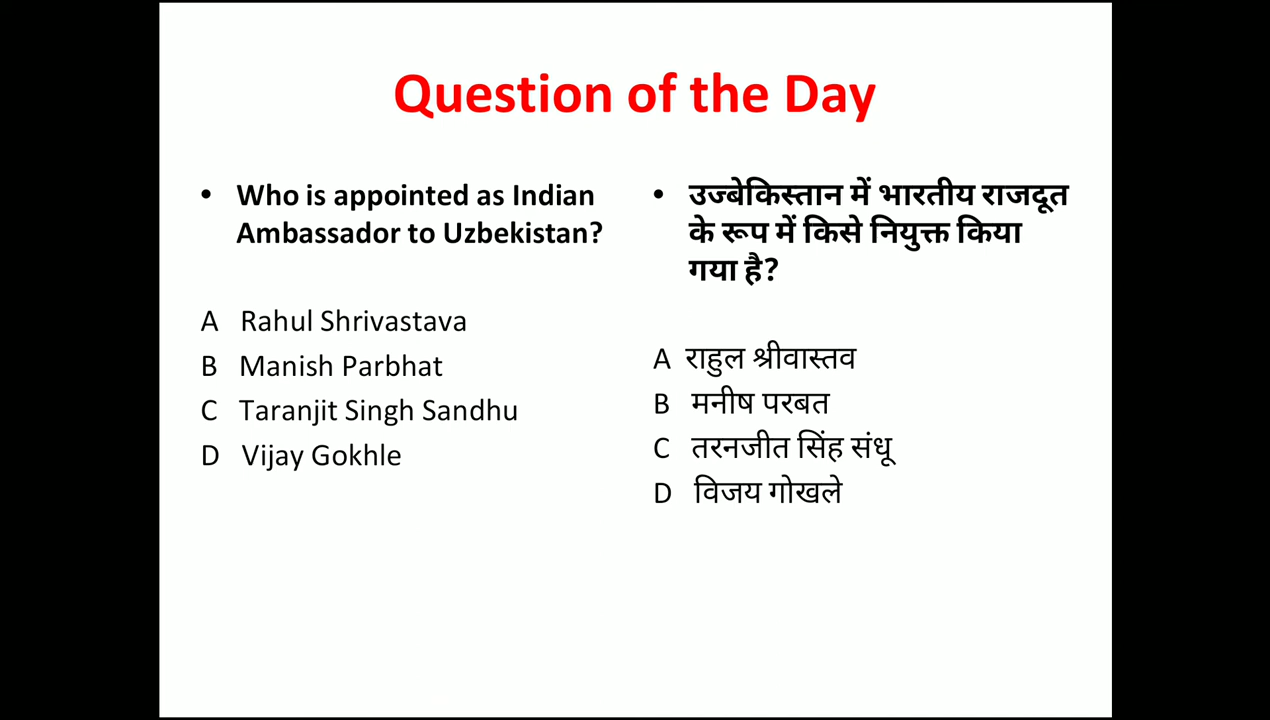 Question of the Day
• Who is appointed as Indian
Ambassador to Uzbekistan?
A Rahul Shrivastava
B Manish Parbhat
C Taranjit Singh Sandhu
D Vijay Gokhle
• उज्बेकिस्तान में भारतीय राजदूत
के रूप में किसे नियुक्त किया
गया है?
A राहुल श्रीवास्तव
B मनीष परबत
C तरनजीत सिंह संधू
D विजय गोखले